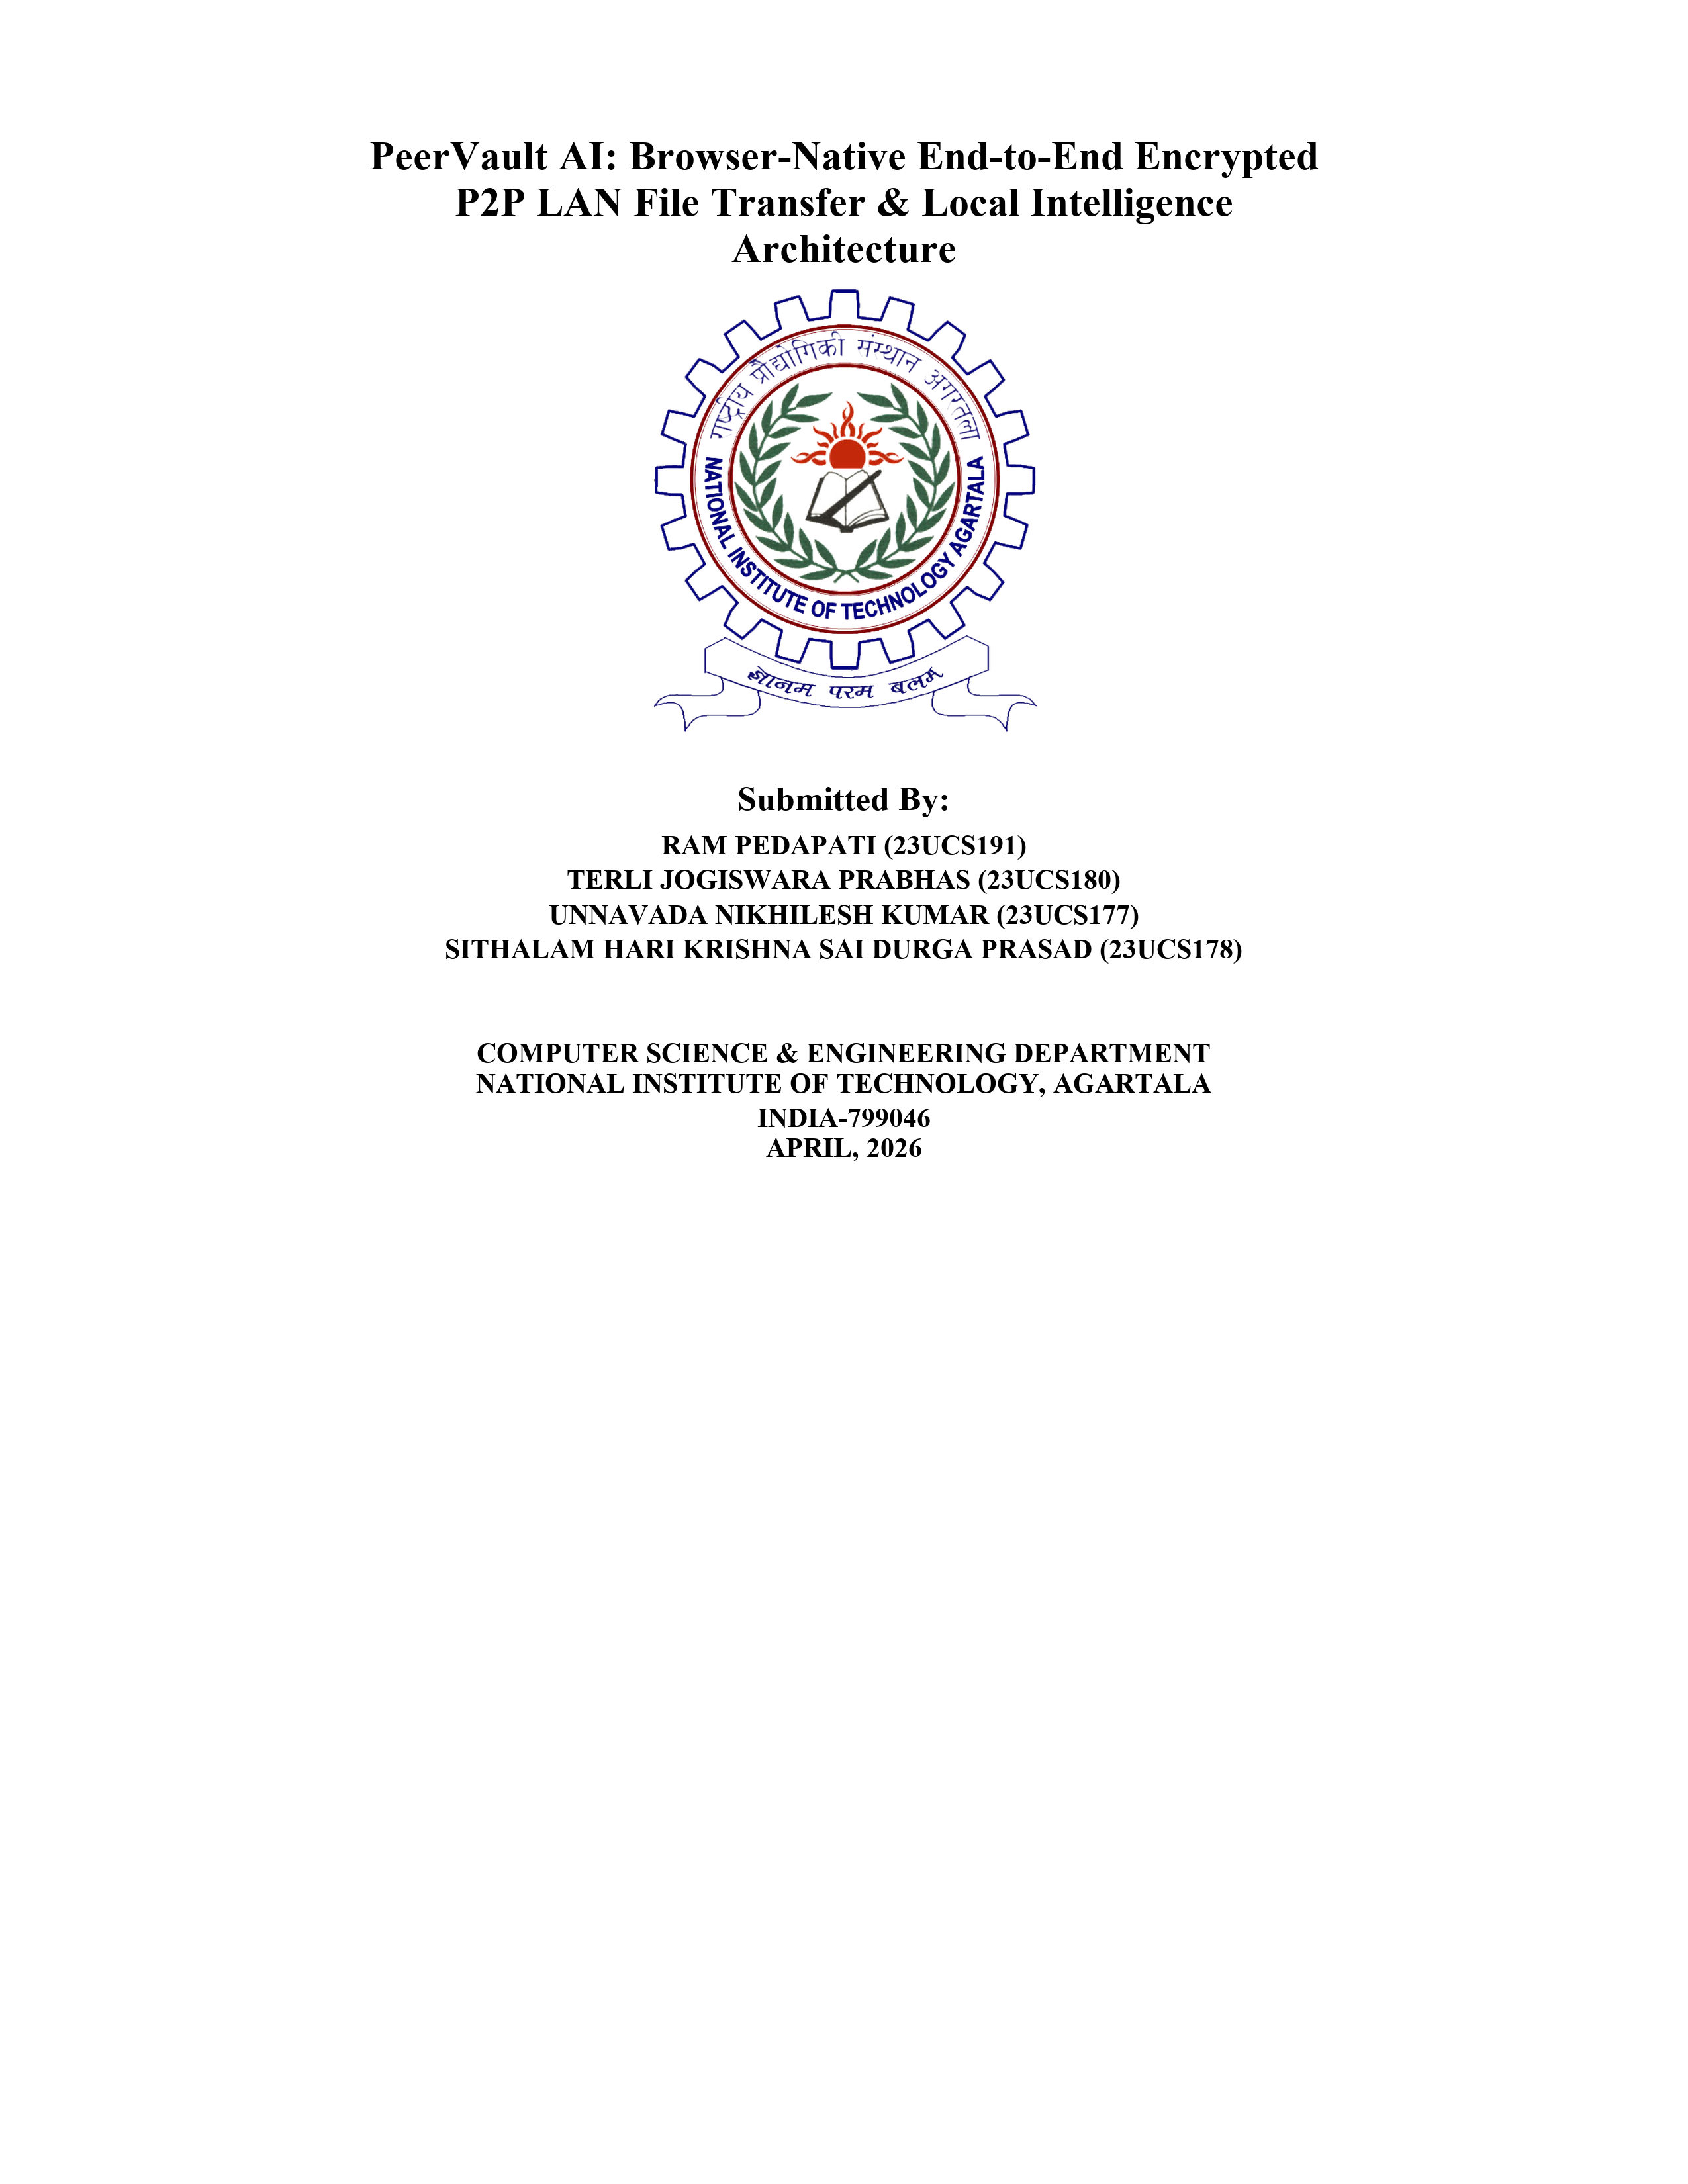 PeerVault AI: Browser-Native End-to-End Encrypted
P2P LAN File Transfer & Local Intelligence
Architecture
राष्ट्रीय प्रौद्योगिकी संस्थान अगरतला
NATIONAL INSTITUTE OF TECHNOLOGY AGARTALA
ज्ञानम परम बलम
Submitted By:
RAM PEDAPATI (23UCS191)
TERLI JOGISWARA PRABHAS (23UCS180)
UNNAVADA NIKHILESH KUMAR (23UCS177)
SITHALAM HARI KRISHNA SAI DURGA PRASAD (23UCS178)
COMPUTER SCIENCE & ENGINEERING DEPARTMENT
NATIONAL INSTITUTE OF TECHNOLOGY, AGARTALA
INDIA-799046
APRIL, 2026